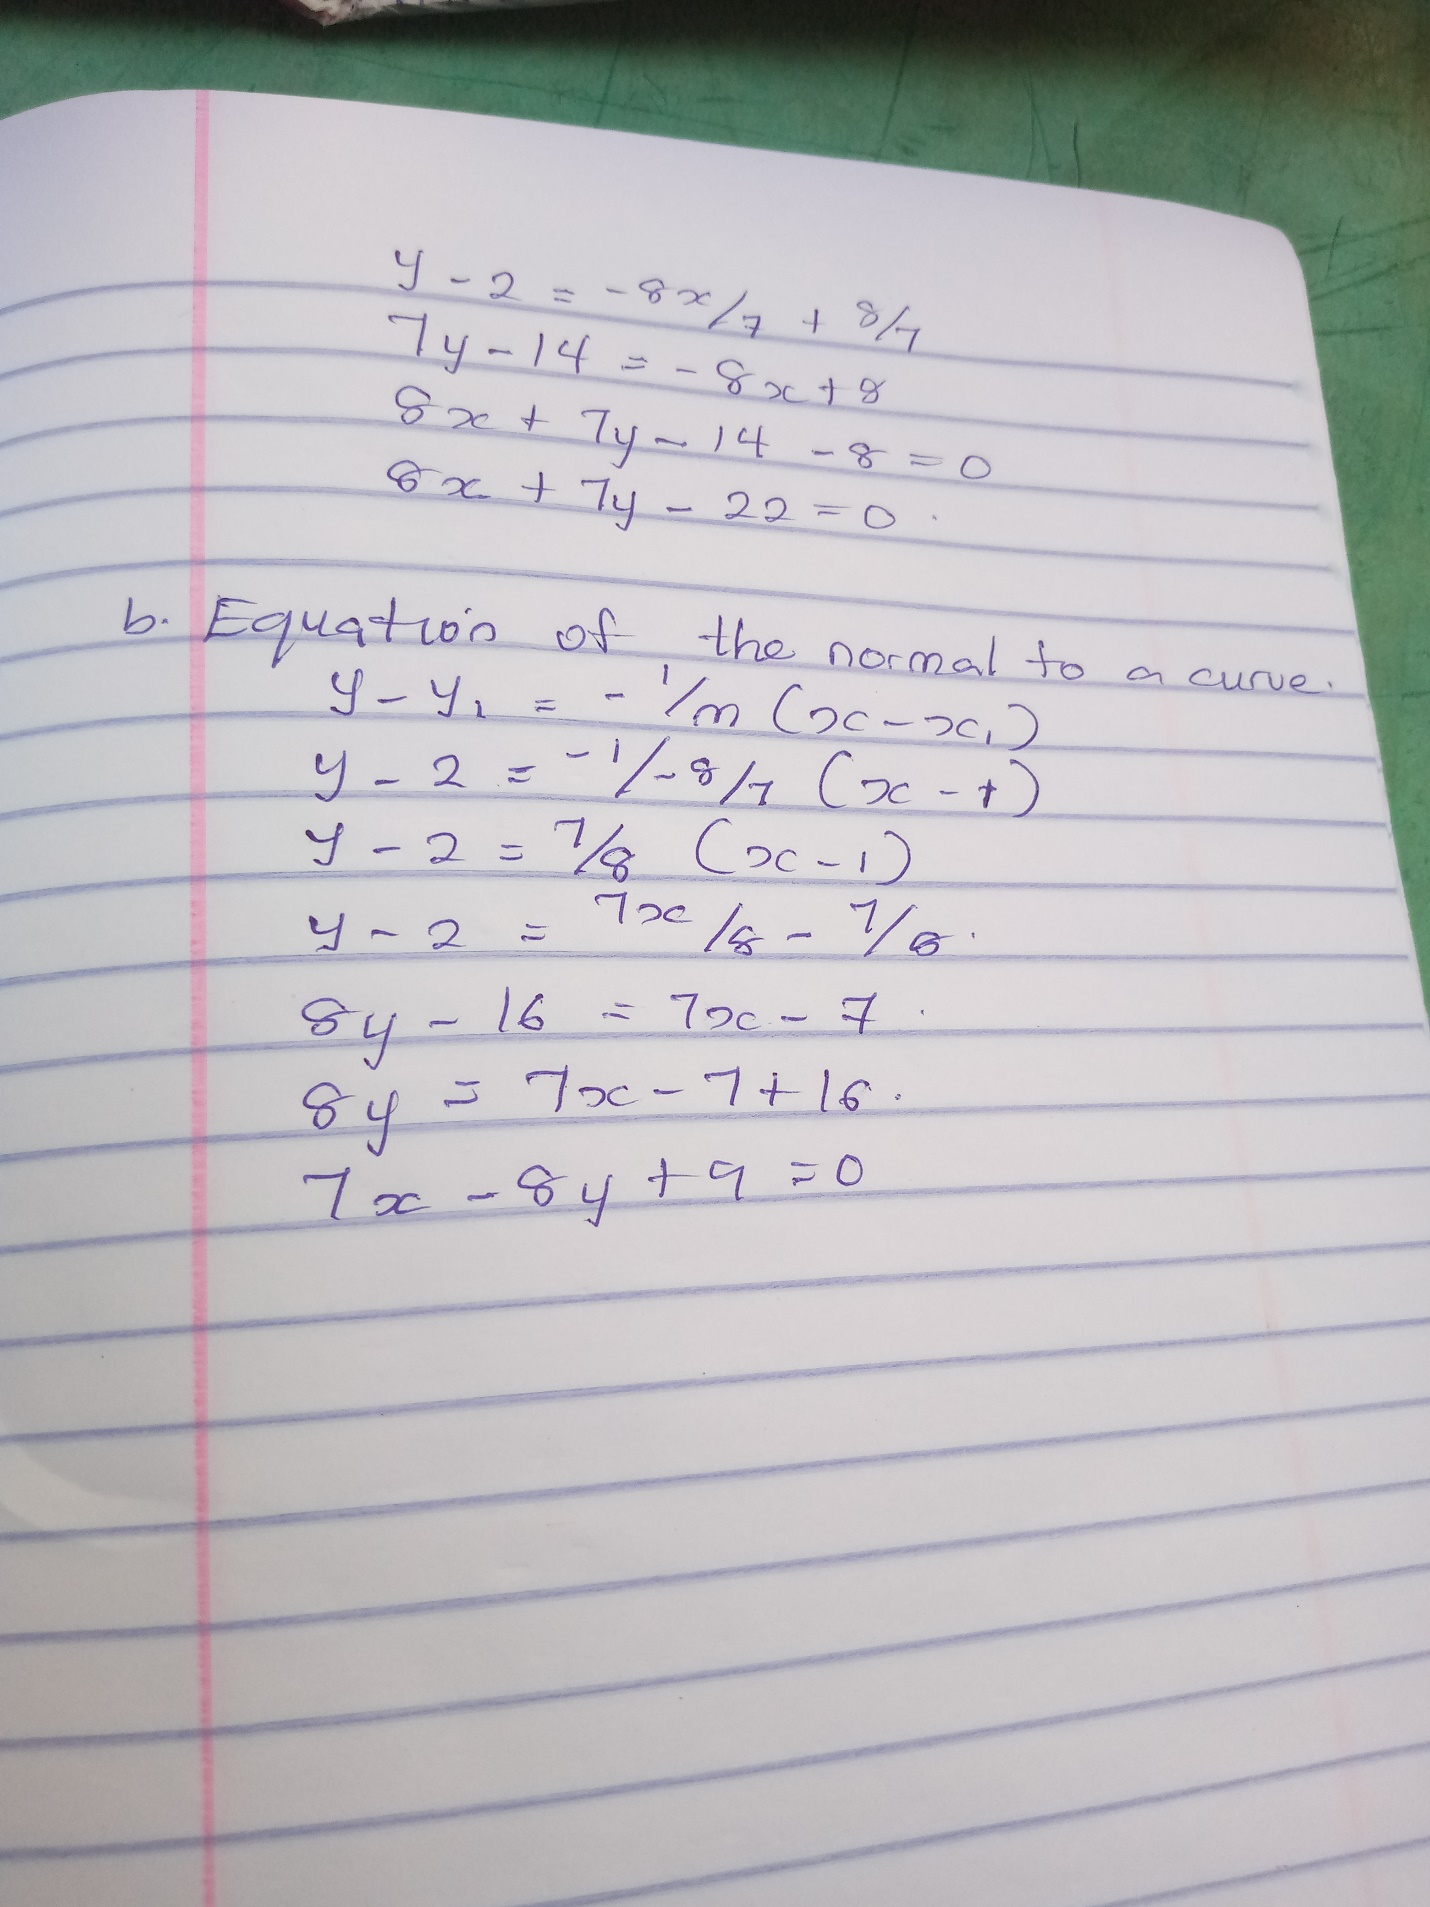 y - 2 = -8x/7 + 8/7
7y - 14 = -8x + 8
8x + 7y - 14 - 8 = 0
8x + 7y - 22 = 0.
b. Equation of the normal to a curve.
y - y₁ = -1/m (x - x₁)
y - 2 = -1/-8/7 (x - 1)
y - 2 = 7/8 (x - 1)
y - 2 = 7x/8 - 7/8.
8y - 16 = 7x - 7.
8y = 7x - 7 + 16.
7x - 8y + 9 = 0